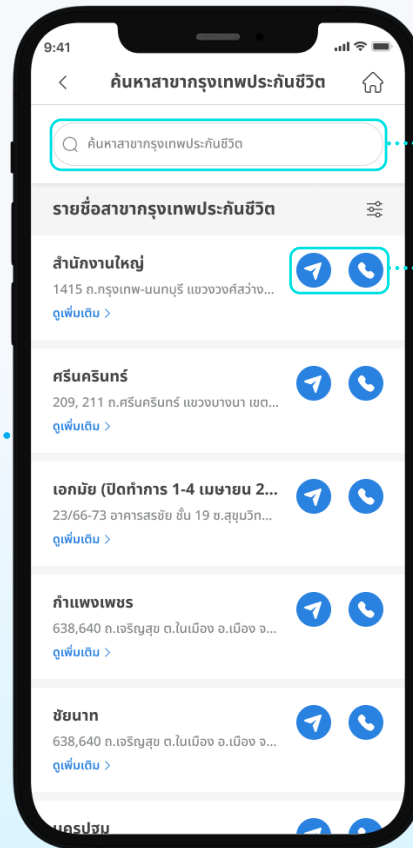 9:41
ค้นหาสาขากรุงเทพประกันชีวิต
ค้นหาสาขากรุงเทพประกันชีวิต
รายชื่อสาขากรุงเทพประกันชีวิต
สำนักงานใหญ่
1415 ถ.กรุงเทพ-นนทบุรี แขวงวงศ์สว่าง...
ดูเพิ่มเติม >
ศรีนครินทร์
209, 211 ถ.ศรีนครินทร์ แขวงบางนา เขต...
ดูเพิ่มเติม >
เอกมัย (ปิดทำการ 1-4 เมษายน 2...
23/66-73 อาคารสรชัย ชั้น 19 ซ.สุขุมวิท...
ดูเพิ่มเติม >
กำแพงเพชร
638,640 ถ.เจริญสุข ต.ในเมือง อ.เมือง จ...
ดูเพิ่มเติม >
ชัยนาท
638,640 ถ.เจริญสุข ต.ในเมือง อ.เมือง จ...
ดูเพิ่มเติม >
นครปฐม